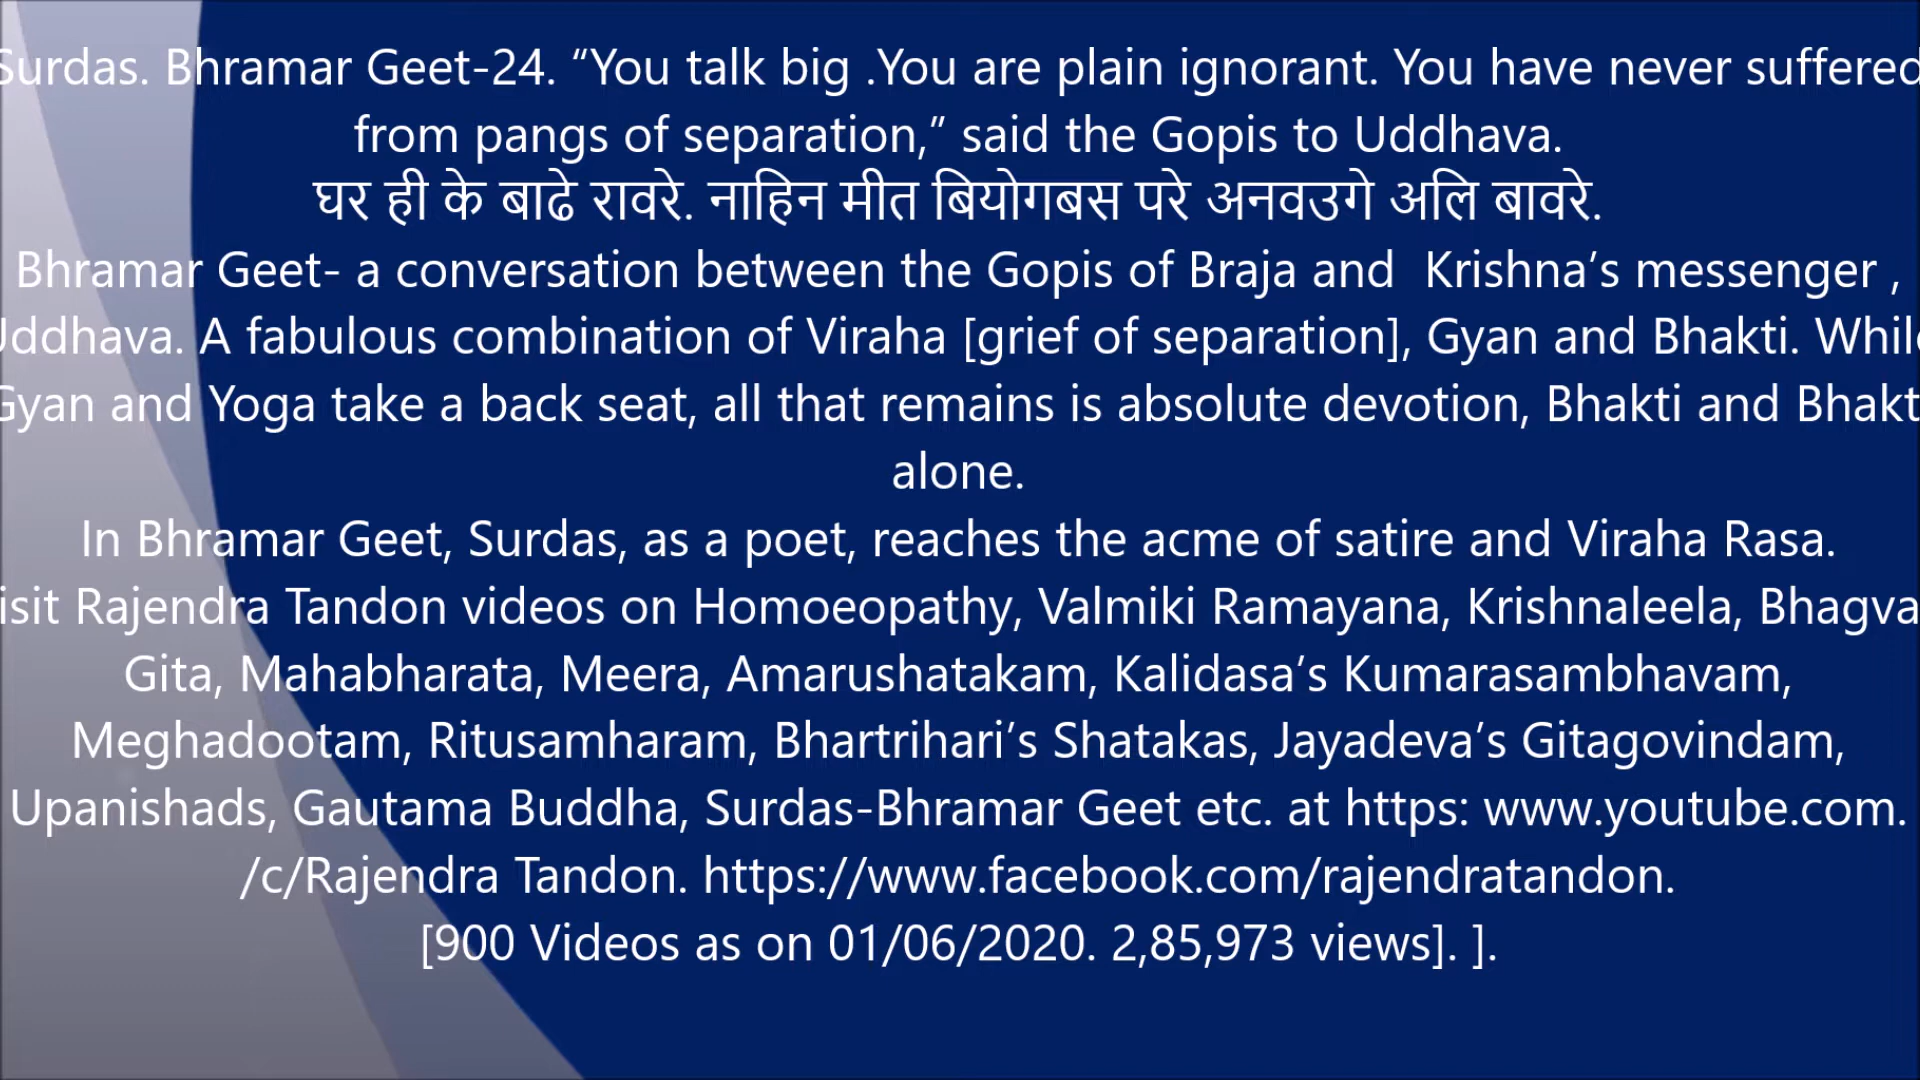 Surdas. Bhramar Geet-24. “You talk big .You are plain ignorant. You have never suffered
from pangs of separation,” said the Gopis to Uddhava.
घर ही के बाढे रावरे. नाहिन मीत बियोगबस परे अनवउगे अलि बावरे.
Bhramar Geet- a conversation between the Gopis of Braja and  Krishna’s messenger ,
Uddhava. A fabulous combination of Viraha [grief of separation], Gyan and Bhakti. While
Gyan and Yoga take a back seat, all that remains is absolute devotion, Bhakti and Bhakt
alone.
In Bhramar Geet, Surdas, as a poet, reaches the acme of satire and Viraha Rasa.
isit Rajendra Tandon videos on Homoeopathy, Valmiki Ramayana, Krishnaleela, Bhagva
Gita, Mahabharata, Meera, Amarushatakam, Kalidasa’s Kumarasambhavam,
Meghadootam, Ritusamharam, Bhartrihari’s Shatakas, Jayadeva’s Gitagovindam,
Upanishads, Gautama Buddha, Surdas-Bhramar Geet etc. at https: www.youtube.com.
/c/Rajendra Tandon. https://www.facebook.com/rajendratandon.
[900 Videos as on 01/06/2020. 2,85,973 views]. ].